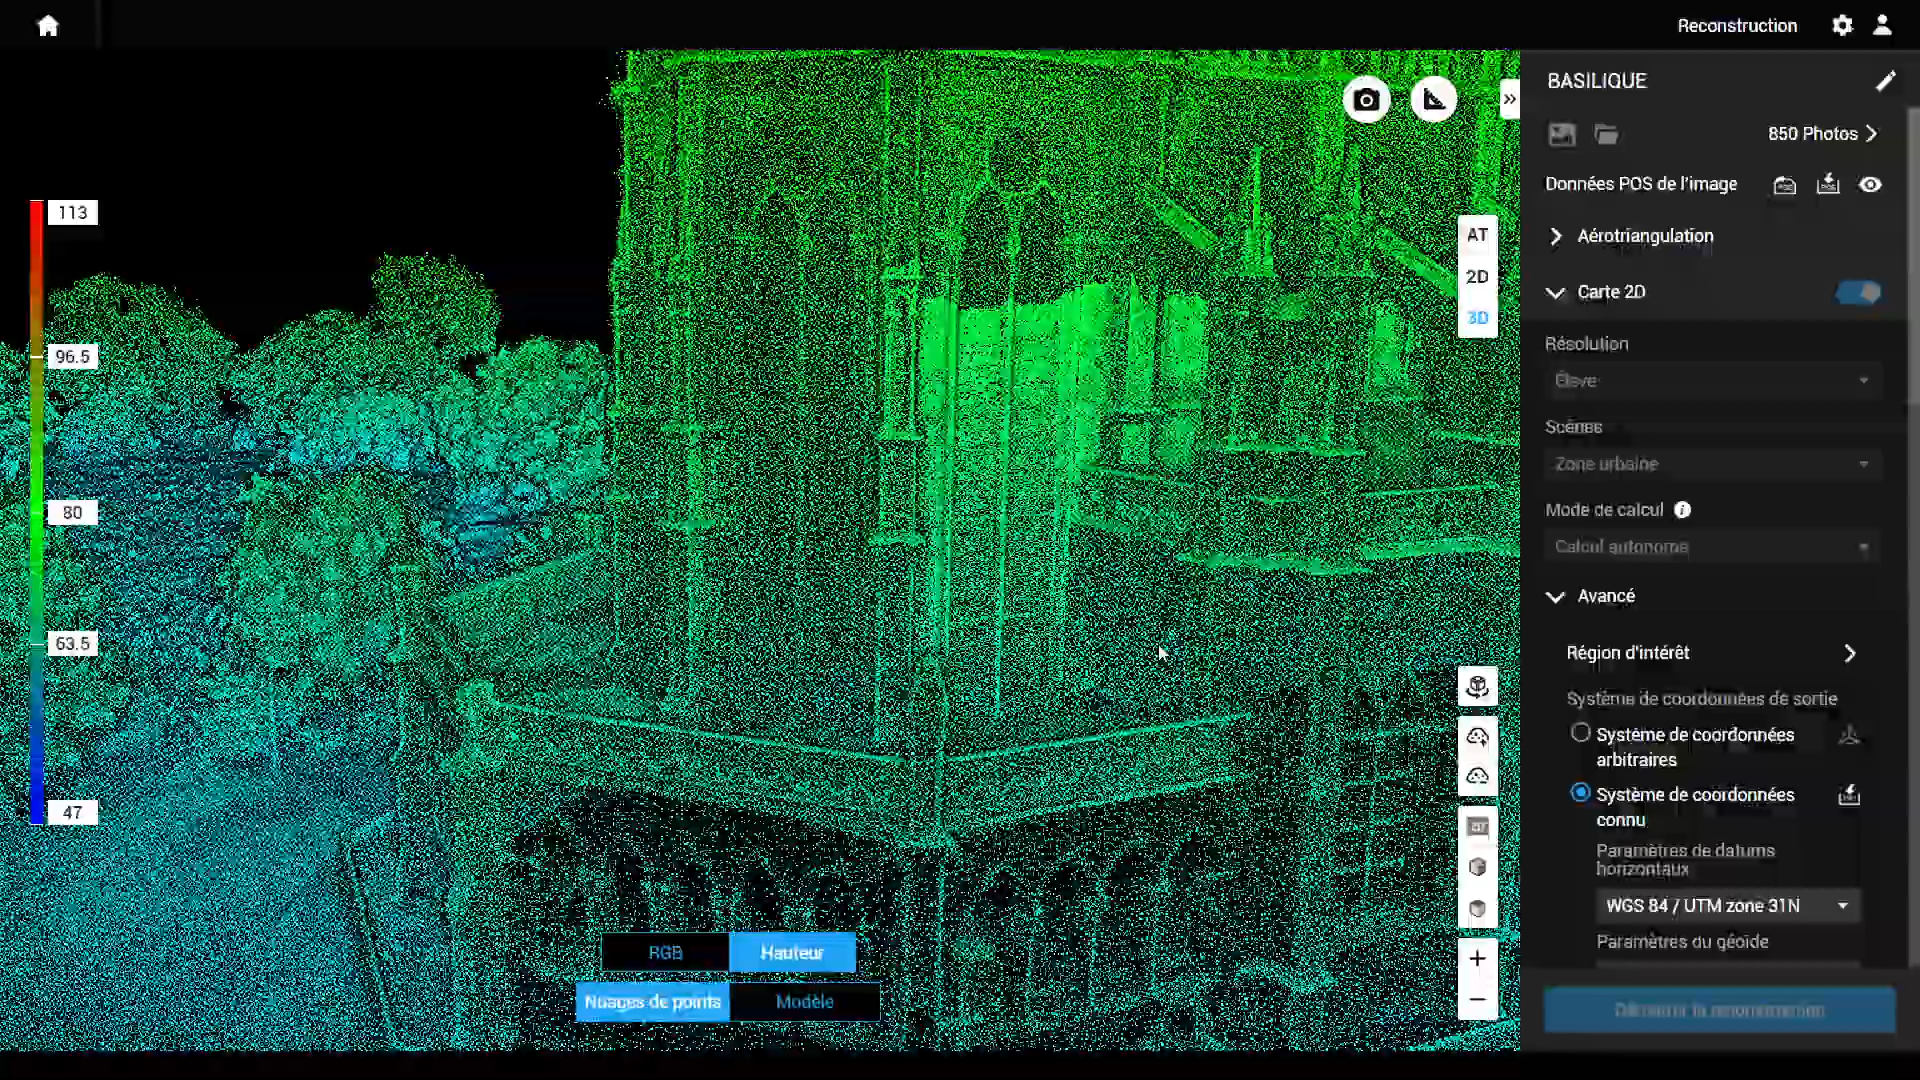 Reconstruction
BASILIQUE
850 Photos
Données POS de l'image
Aérotriangulation
Carte 2D
Résolution
Élevé
Scènes
Zone urbaine
Mode de calcul
Calcul autonome
Avancé
Région d'intérêt
Système de coordonnées de sortie
Système de coordonnées
arbitraires
Système de coordonnées
connu
Paramètres de datums
horizontaux
WGS 84 / UTM zone 31N
Paramètres du géoïde
Démarrer la reconstruction
113
96.5
80
63.5
47
AT
2D
3D
RGB
Hauteur
Nuages de points
Modèle